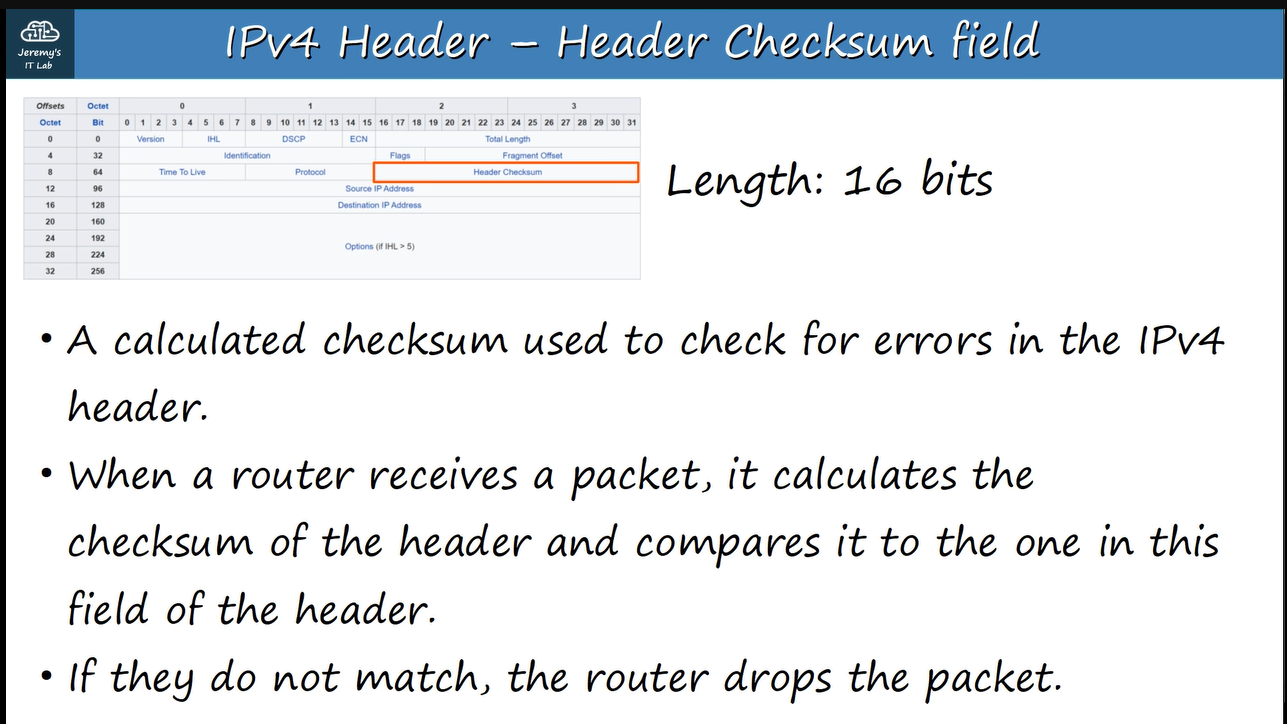 Jeremy's
IT Lab
IPv4 Header – Header Checksum field
Offsets Octet 0 1 2 3
Octet Bit 0 1 2 3 4 5 6 7 8 9 10 11 12 13 14 15 16 17 18 19 20 21 22 23 24 25 26 27 28 29 30 31
0 0 Version IHL DSCP ECN Total Length
4 32 Identification Flags Fragment Offset
8 64 Time To Live Protocol Header Checksum
12 96 Source IP Address
16 128 Destination IP Address
20 160
24 192
Options (if IHL > 5)
28 224
32 256
Length: 16 bits
• A calculated checksum used to check for errors in the IPv4
header.
• When a router receives a packet, it calculates the
checksum of the header and compares it to the one in this
field of the header.
• If they do not match, the router drops the packet.